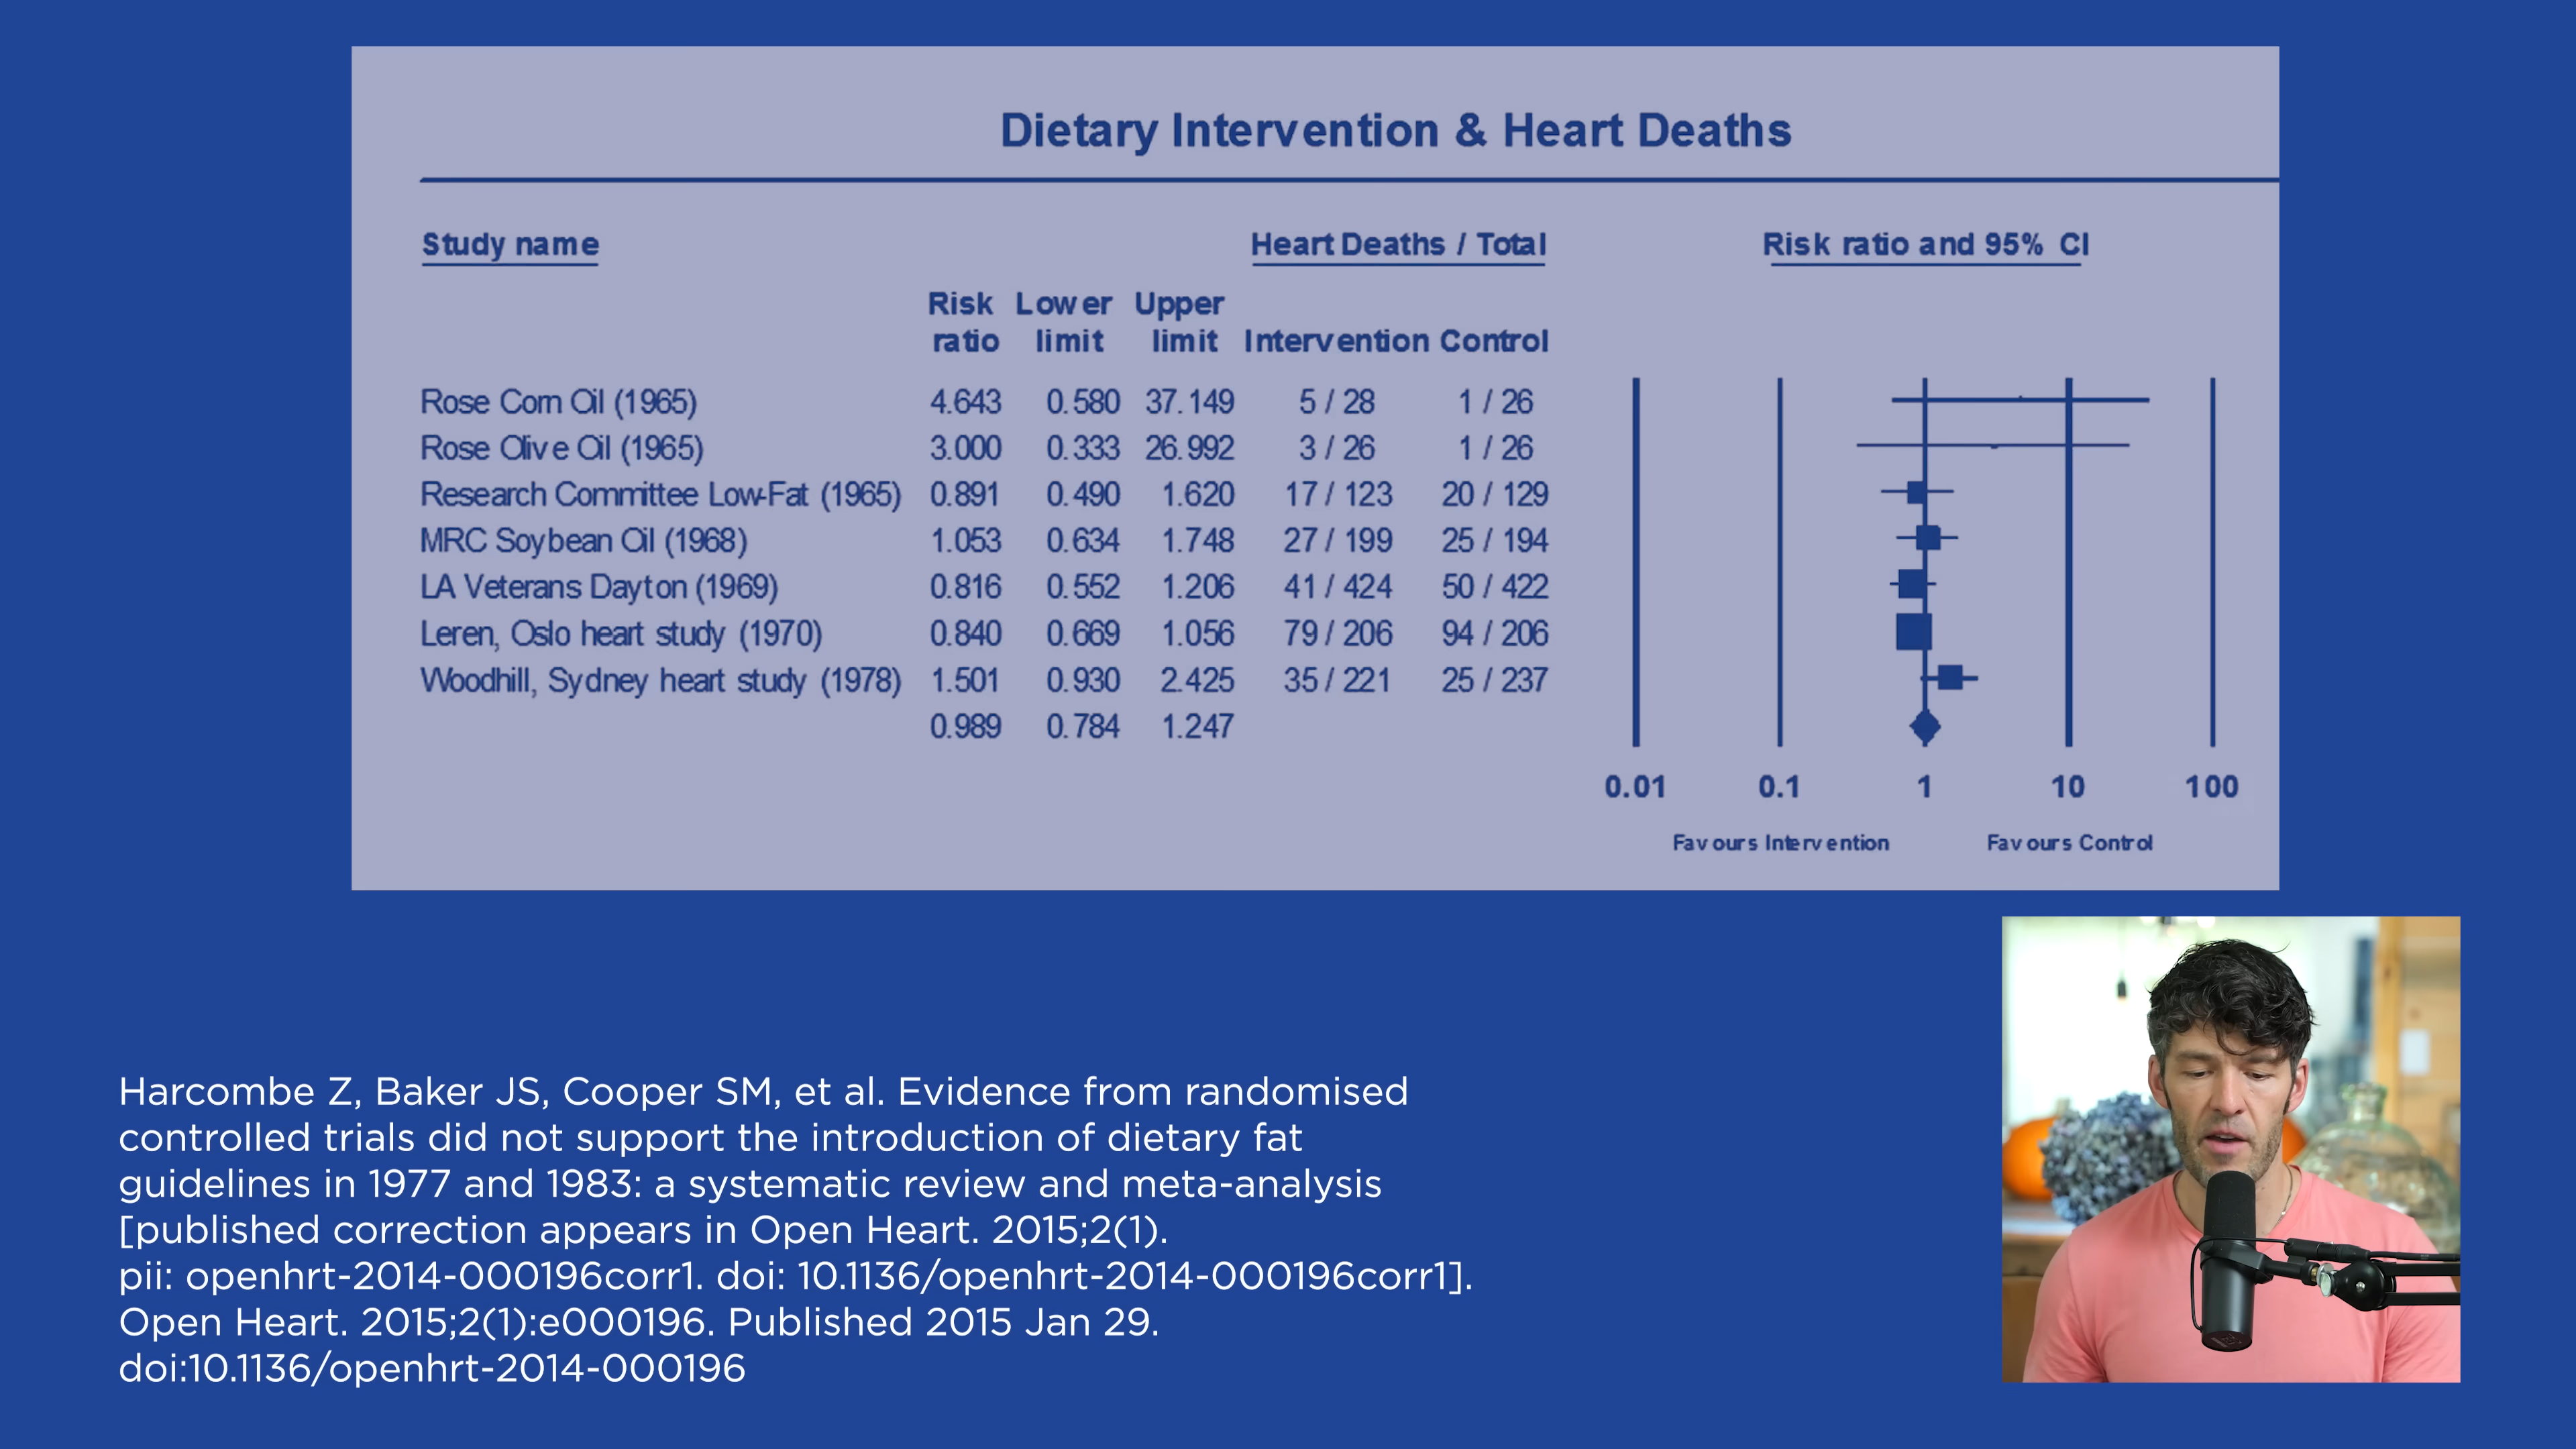 Dietary Intervention & Heart Deaths
Study name Heart Deaths / Total Risk ratio and 95% CI
Risk Lower Upper
ratio limit limit Intervention Control
Rose Corn Oil (1965) 4.643 0.580 37.149 5 / 28 1 / 26
Rose Olive Oil (1965) 3.000 0.333 26.992 3 / 26 1 / 26
Research Committee Low-Fat (1965) 0.891 0.490 1.620 17 / 123 20 / 129
MRC Soybean Oil (1968) 1.053 0.634 1.748 27 / 199 25 / 194
LA Veterans Dayton (1969) 0.816 0.552 1.206 41 / 424 50 / 422
Leren, Oslo heart study (1970) 0.840 0.669 1.056 79 / 206 94 / 206
Woodhill, Sydney heart study (1978) 1.501 0.930 2.425 35 / 221 25 / 237
0.989 0.784 1.247
0.01 0.1 1 10 100
Favours Intervention Favours Control
Harcombe Z, Baker JS, Cooper SM, et al. Evidence from randomised
controlled trials did not support the introduction of dietary fat
guidelines in 1977 and 1983: a systematic review and meta-analysis
[published correction appears in Open Heart. 2015;2(1).
pii: openhrt-2014-000196corr1. doi: 10.1136/openhrt-2014-000196corr1].
Open Heart. 2015;2(1):e000196. Published 2015 Jan 29.
doi:10.1136/openhrt-2014-000196